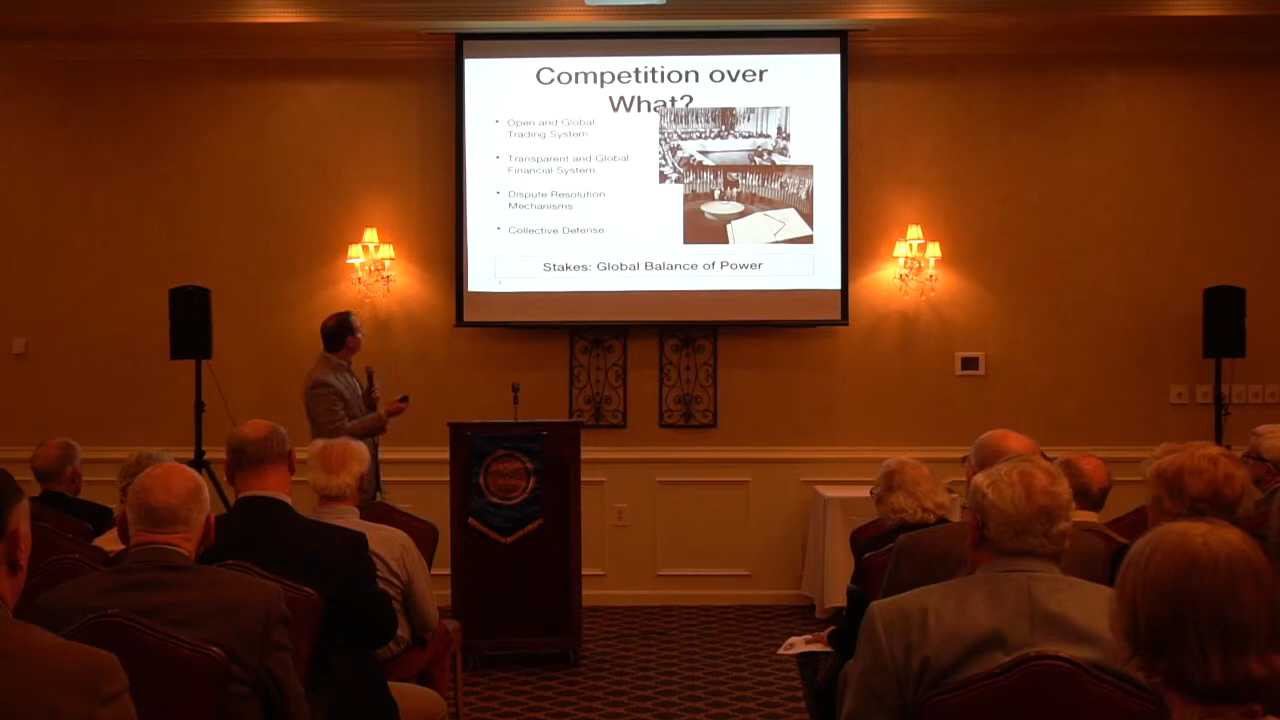 Competition over
What?
• Open and Global
Trading System
• Transparent and Global
Financial System
• Dispute Resolution
Mechanisms
• Collective Defense
Stakes: Global Balance of Power